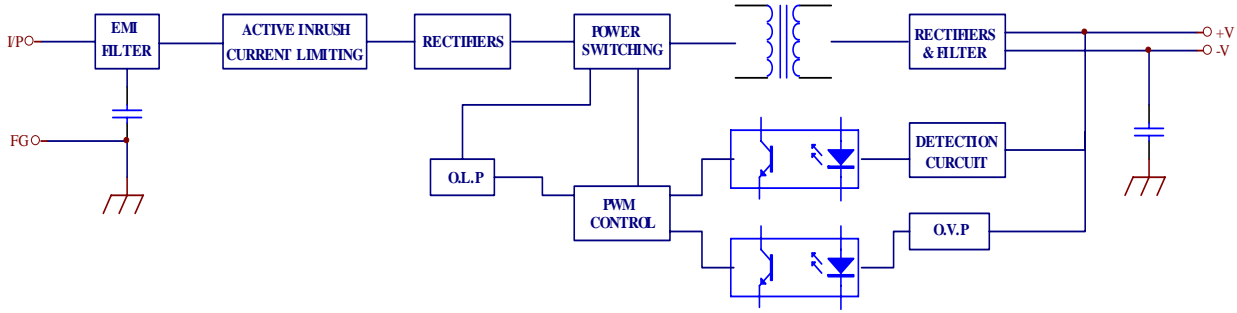 I/P
EMI
FILTER
ACTIVE INRUSH
CURRENT LIMITING
RECTIFIERS
POWER
SWITCHING
RECTIFIERS
& FILTER
+V
-V
FG
O.L.P
PWM
CONTROL
DETECTION
CURCUIT
O.V.P